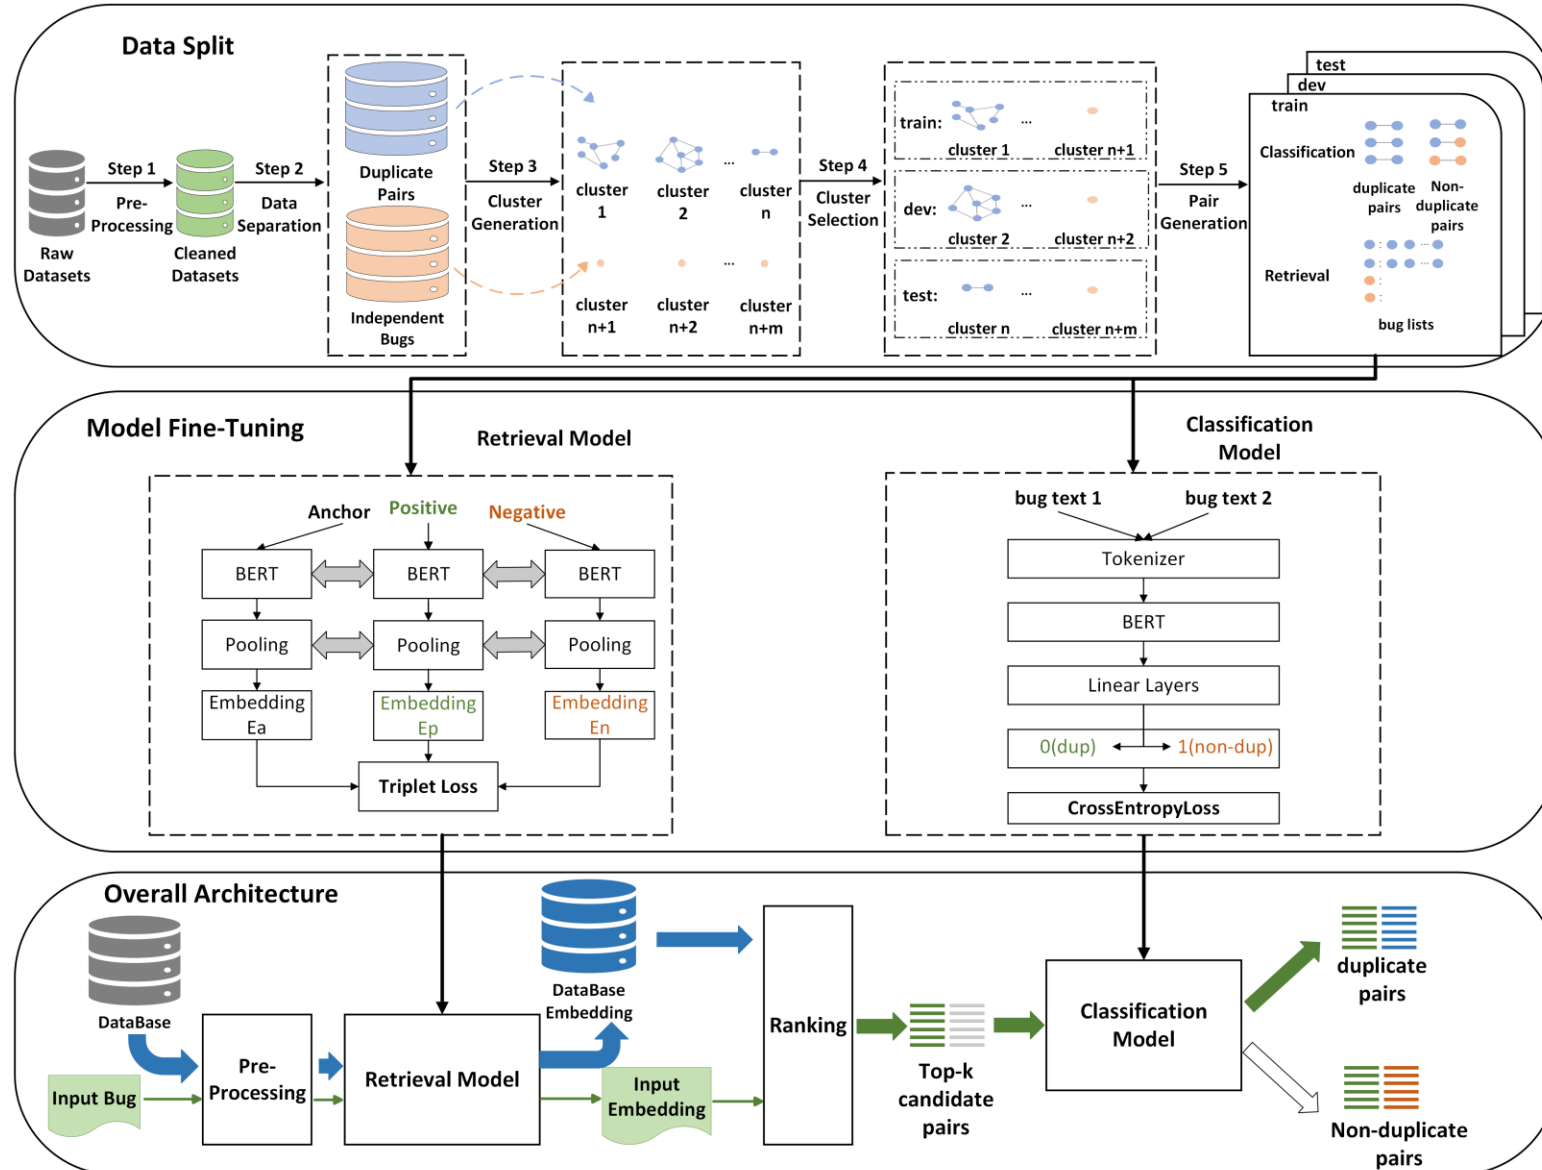 Data Split
Raw
Datasets
Step 1
Pre-
Processing
Cleaned
Datasets
Step 2
Data
Separation
Duplicate
Pairs
Independent
Bugs
Step 3
Cluster
Generation
cluster
1
cluster
2
...
cluster
n
cluster
n+1
cluster
n+2
...
cluster
n+m
Step 4
Cluster
Selection
train:
...
cluster 1
cluster n+1
dev:
...
cluster 2
cluster n+2
test:
...
cluster n
cluster n+m
Step 5
Pair
Generation
test
dev
train
Classification
duplicate
pairs
Non-
duplicate
pairs
Retrieval
: ...
: ...
:
:
bug lists
Model Fine-Tuning
Retrieval Model
Anchor
Positive
Negative
BERT
BERT
BERT
Pooling
Pooling
Pooling
Embedding
Ea
Embedding
Ep
Embedding
En
Triplet Loss
Classification
Model
bug text 1
bug text 2
Tokenizer
BERT
Linear Layers
0(dup)
1(non-dup)
CrossEntropyLoss
Overall Architecture
DataBase
Input Bug
Pre-
Processing
Retrieval Model
DataBase
Embedding
Input
Embedding
Ranking
Top-k
candidate
pairs
Classification
Model
duplicate
pairs
Non-duplicate
pairs